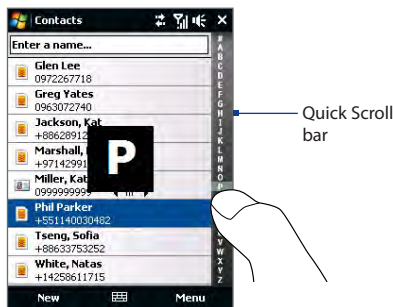 Contacts
Enter a name...
Glen Lee
0972267718
Greg Yates
0963072740
Jackson, Kat
+88628912
Marshall,
+97142991
Miller, Kat
0999999999
Phil Parker
+551140030482
Tseng, Sofia
+88633753252
White, Natas
+14258611715
P
#
A
B
C
D
E
F
G
H
I
J
K
L
M
N
O
P
V
W
X
Y
Z
New
Menu
Quick Scroll
bar